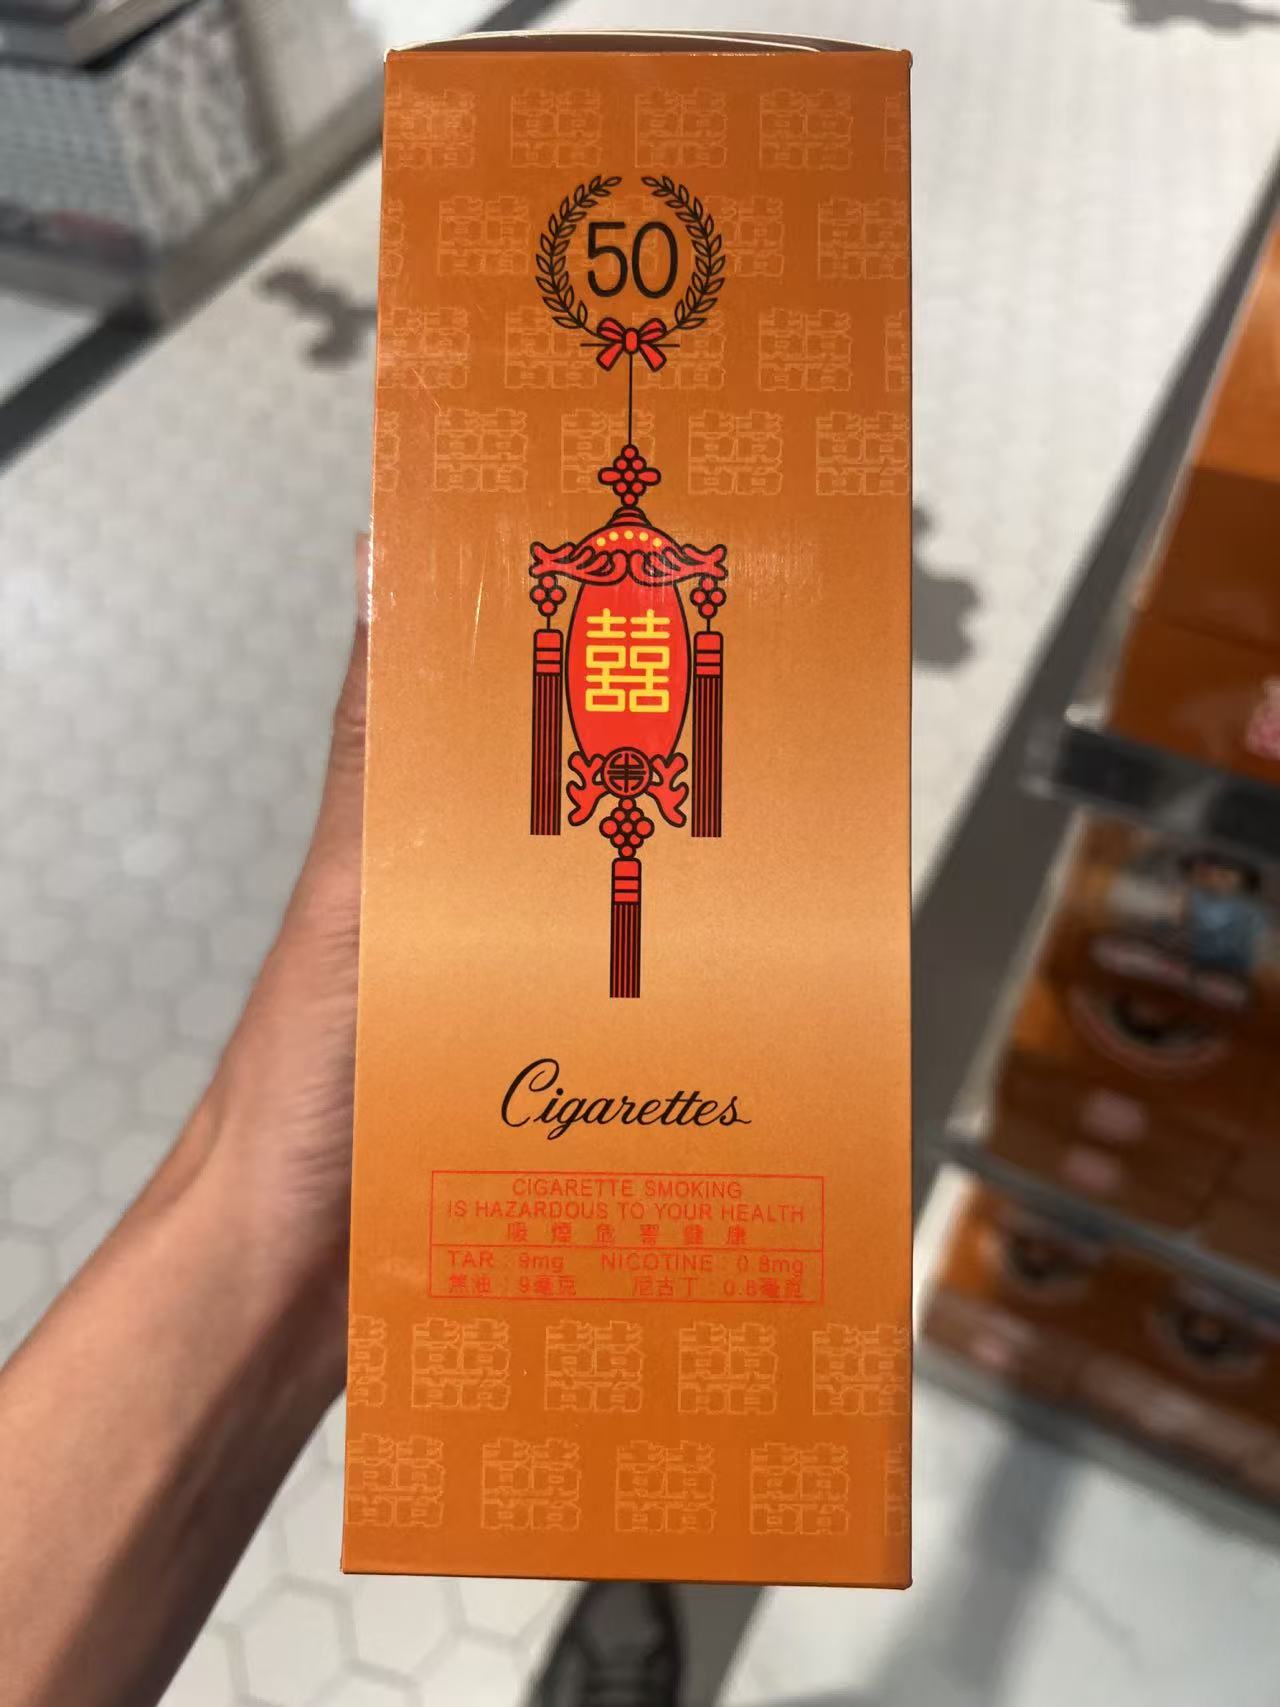 50
囍
Cigarettes
CIGARETTE SMOKING
IS HAZARDOUS TO YOUR HEALTH
吸煙危害健康
TAR : 9mg NICOTINE : 0.8mg
焦油 : 9毫克 尼古丁 : 0.8毫克